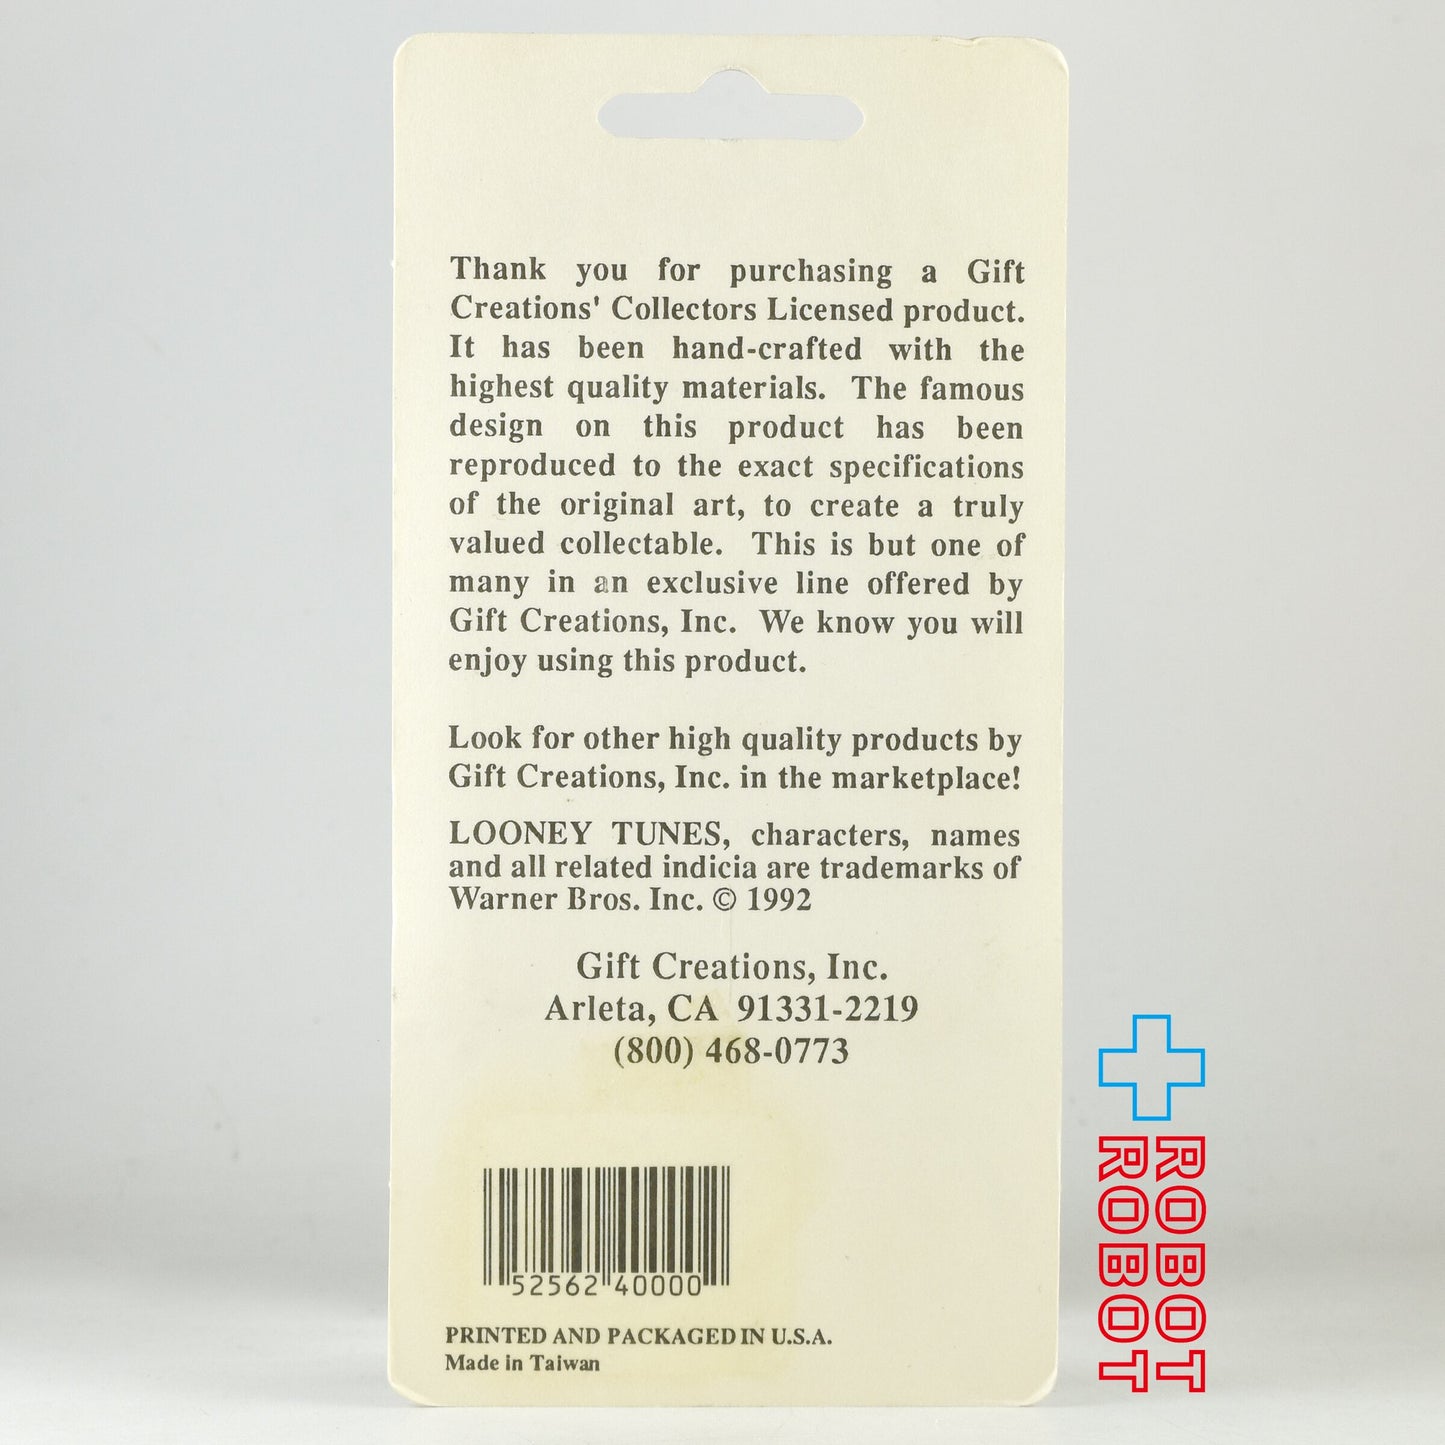 Thank you for purchasing a Gift
Creations' Collectors Licensed product.
It has been hand-crafted with the
highest quality materials. The famous
design on this product has been
reproduced to the exact specifications
of the original art, to create a truly
valued collectable. This is but one of
many in an exclusive line offered by
Gift Creations, Inc. We know you will
enjoy using this product.
Look for other high quality products by
Gift Creations, Inc. in the marketplace!
LOONEY TUNES, characters, names
and all related indicia are trademarks of
Warner Bros. Inc. © 1992
Gift Creations, Inc.
Arleta, CA 91331-2219
(800) 468-0773
52562 40000
PRINTED AND PACKAGED IN U.S.A.
Made in Taiwan
ROBOT
ROBOT